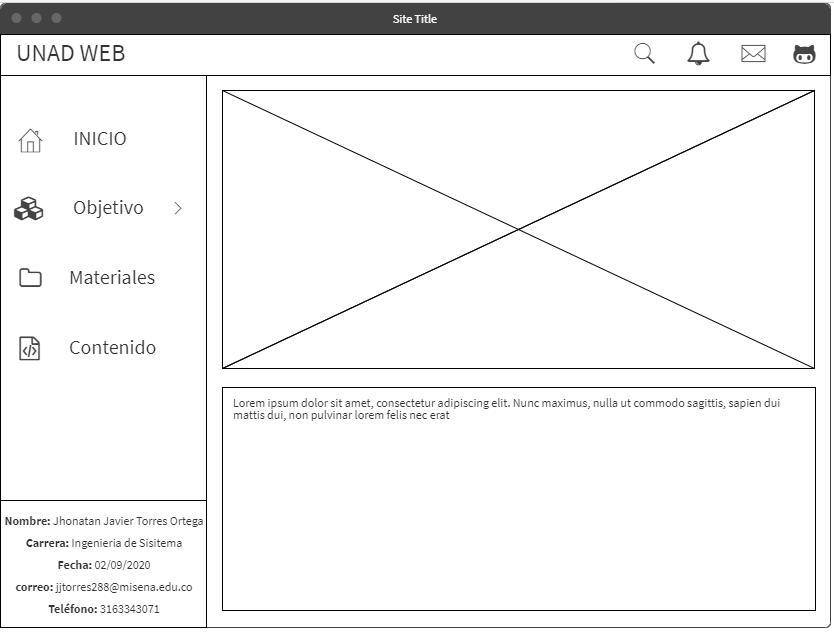 Site Title
UNAD WEB
INICIO
Objetivo
Materiales
Contenido
Nombre: Jhonatan Javier Torres Ortega
Carrera: Ingenieria de Sisitema
Fecha: 02/09/2020
correo: jjtorres288@misena.edu.co
Teléfono: 3163343071
Lorem ipsum dolor sit amet, consectetur adipiscing elit. Nunc maximus, nulla ut commodo sagittis, sapien dui
mattis dui, non pulvinar lorem felis nec erat